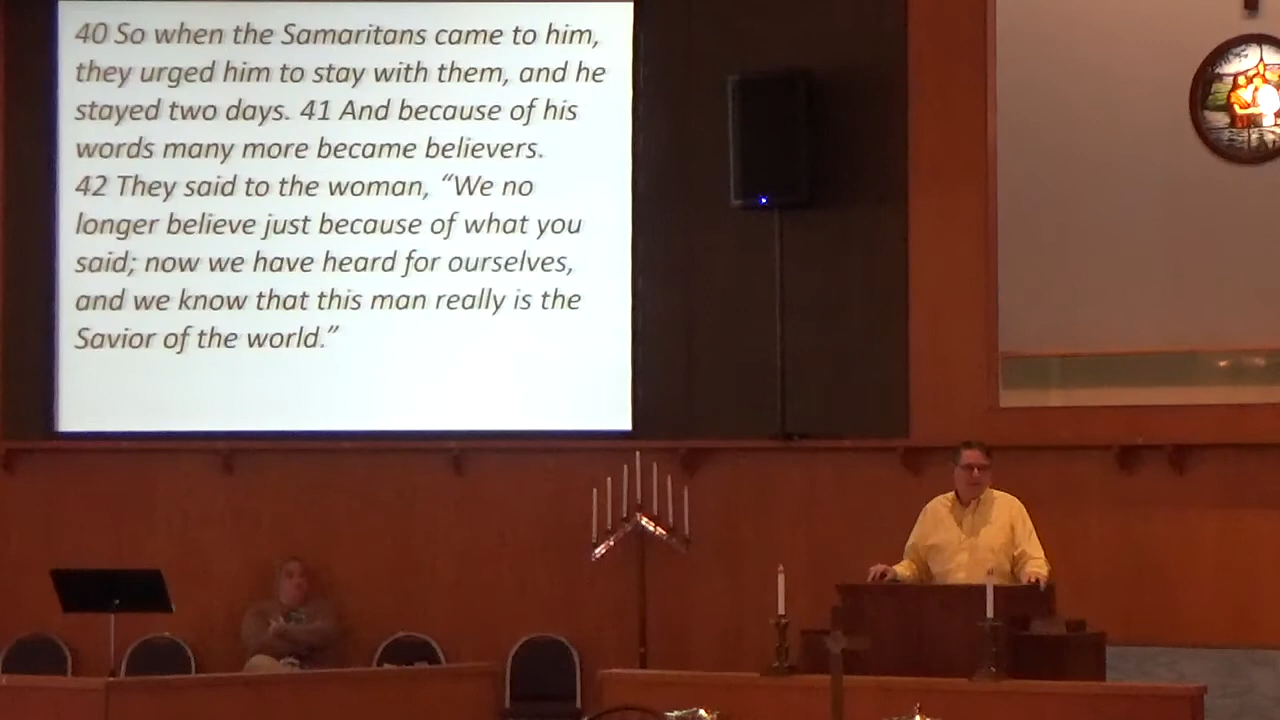 40 So when the Samaritans came to him,
they urged him to stay with them, and he
stayed two days. 41 And because of his
words many more became believers.
42 They said to the woman, “We no
longer believe just because of what you
said; now we have heard for ourselves,
and we know that this man really is the
Savior of the world.”